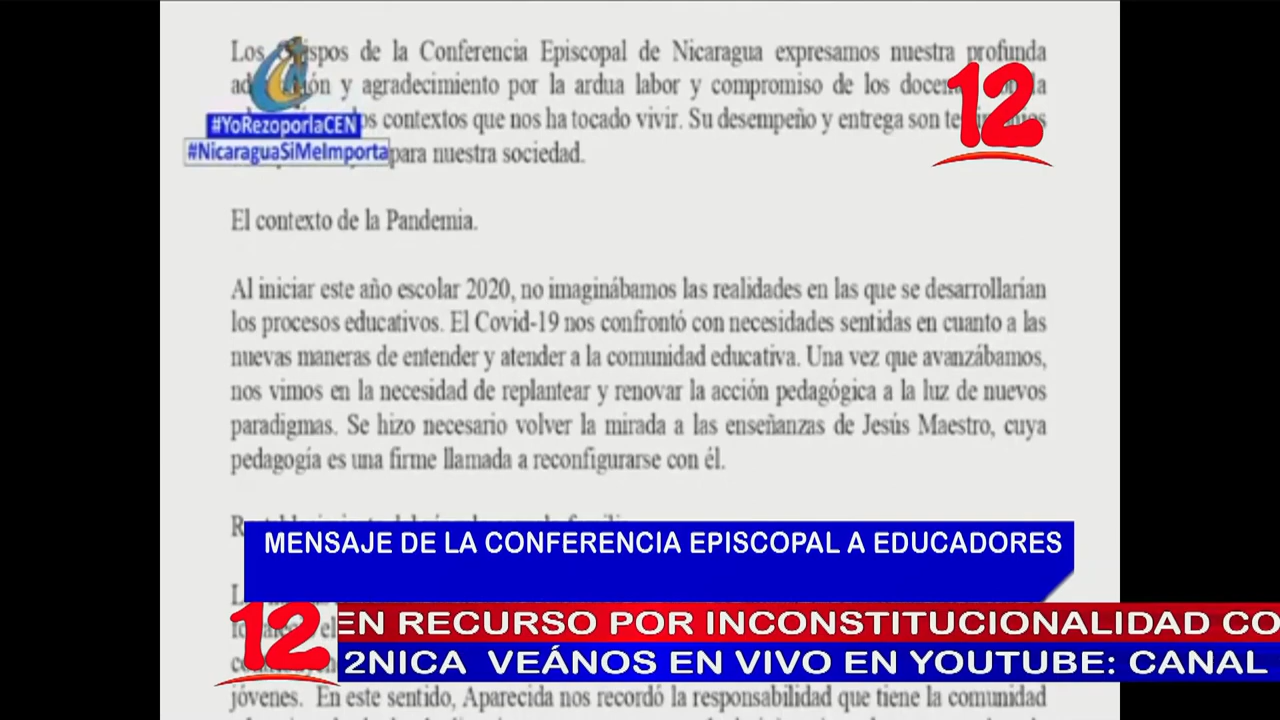 Los de la Conferencia Episcopal de Nicaragua expresamos nuestra profunda
y agradecimiento por la ardua labor y compromiso de los
12
#YoRezoporlaCEN contextos que nos ha tocado vivir. Su desempeño y entrega son
#NicaraguaSiMeImporta para nuestra sociedad.
El contexto de la Pandemia.
Al iniciar este año escolar 2020, no imaginábamos las realidades en las que se desarrollarían
los procesos educativos. El Covid-19 nos confrontó con necesidades sentidas en cuanto a las
nuevas maneras de entender y atender a la comunidad educativa. Una vez que avanzábamos,
nos vimos en la necesidad de replantear y renovar la acción pedagógica a la luz de nuevos
paradigmas. Se hizo necesario volver la mirada a las enseñanzas de Jesús Maestro, cuya
pedagogía es una firme llamada a reconfigurarse con él.
MENSAJE DE LA CONFERENCIA EPISCOPAL A EDUCADORES
12
EN RECURSO POR INCONSTITUCIONALIDAD CO
2NICA VEÁNOS EN VIVO EN YOUTUBE: CANAL
jóvenes. En este sentido, Aparecida nos recordó la responsabilidad que tiene la comunidad